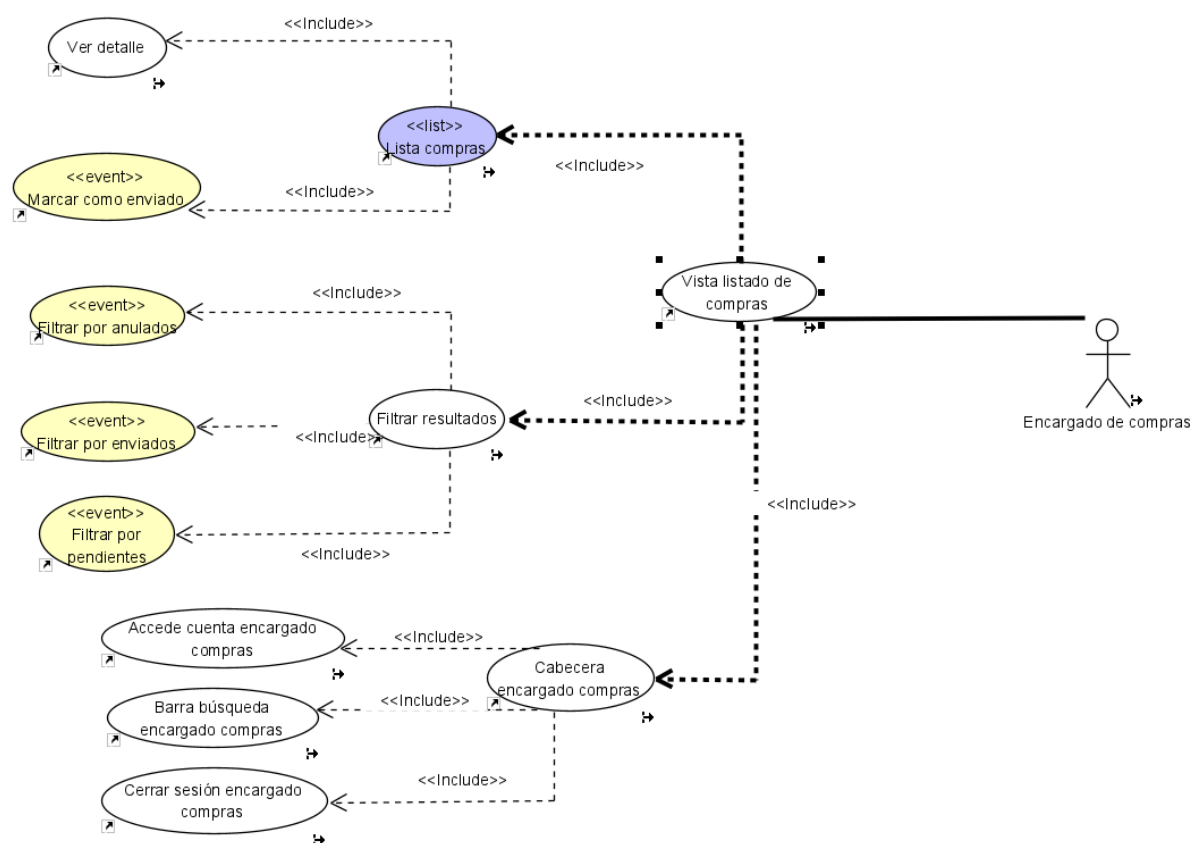 <<Include>>
Ver detalle
<<list>>
Lista compras
<<Include>>
<<event>>
Marcar como enviado
<<Include>>
Vista listado de
compras
<<Include>>
<<event>>
Filtrar por anulados
<<Include>>
Filtrar resultados
Encargado de compras
<<event>>
Filtrar por enviados
<<Include>>
<<Include>>
<<event>>
Filtrar por
pendientes
<<Include>>
Accede cuenta encargado
compras
<<Include>>
Cabecera
encargado compras
Barra búsqueda
encargado compras
<<Include>>
Cerrar sesión encargado
compras
<<Include>>